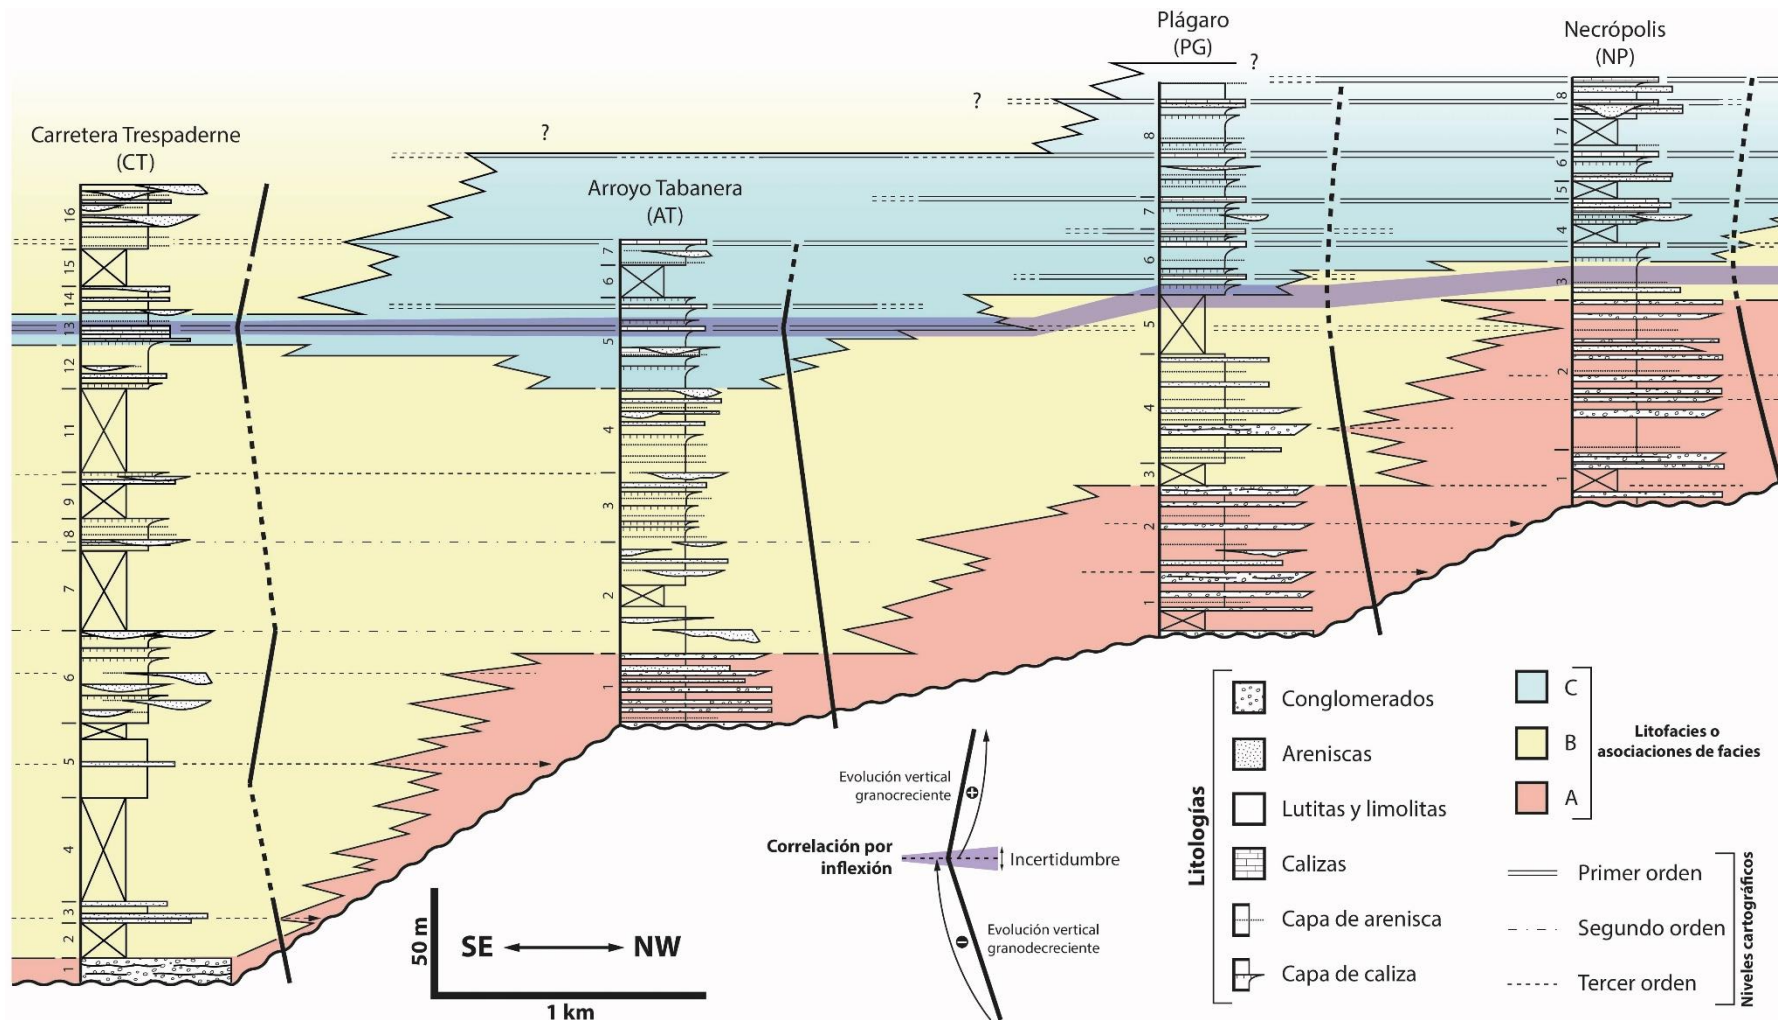 Plágaro
(PG)
Necrópolis
(NP)
?
?
?
Carretera Trespaderne
(CT)
Arroyo Tabanera
(AT)
16
15
14
13
12
11
9
8
7
6
5
4
3
2
1
7
6
5
4
3
2
1
8
7
6
5
4
3
2
1
8
7
6
5
4
3
2
1
50 m
SE
NW
1 km
Evolución vertical
granocreciente
+
Correlación por
inflexión
Incertidumbre
Evolución vertical
granodecreciente
Litologías
Conglomerados
Areniscas
Lutitas y limolitas
Calizas
Capa de arenisca
Capa de caliza
C
B
A
Litofacies o
asociaciones de facies
Primer orden
Segundo orden
Tercer orden
Niveles cartográficos